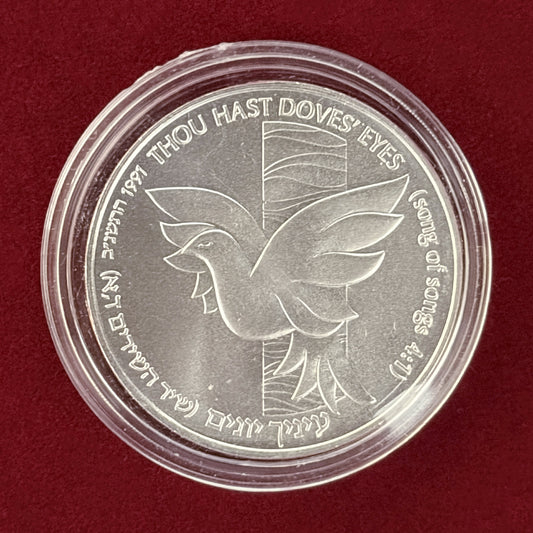 THOU HAST DOVES' EYES
(song of songs 4:1)
עיניך יונים (שיר השירים ד,א)
התשנ"ב 1991